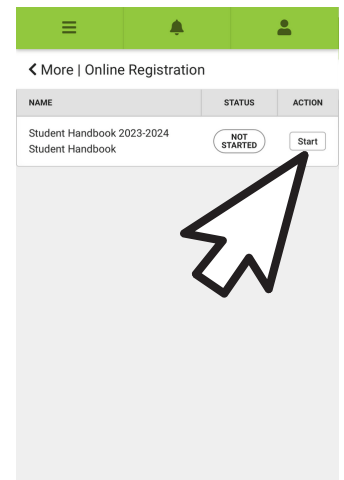 More | Online Registration
NAME STATUS ACTION
Student Handbook 2023-2024
Student Handbook
NOT
STARTED
Start